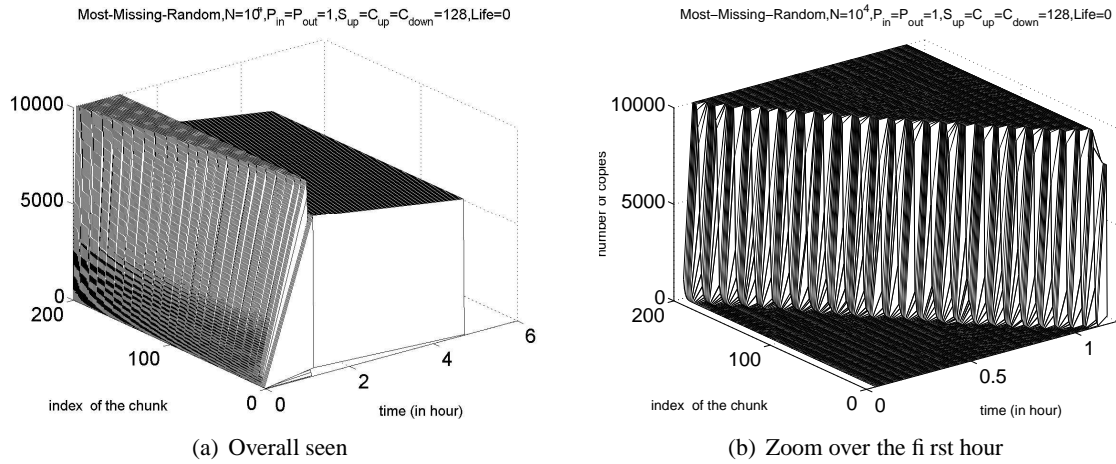 Most-Missing-Random,N=10⁴,P_in=P_out=1,S_up=C_up=C_down=128,Life=0
10000
5000
0
200
100
0
0
2
4
6
index of the chunk
time (in hour)
(a) Overall seen
Most–Missing–Random,N=10⁴,P_in=P_out=1,S_up=C_up=C_down=128,Life=0
10000
5000
0
number of copies
200
100
0
0
0.5
1
index of the chunk
time (in hour)
(b) Zoom over the fi rst hour